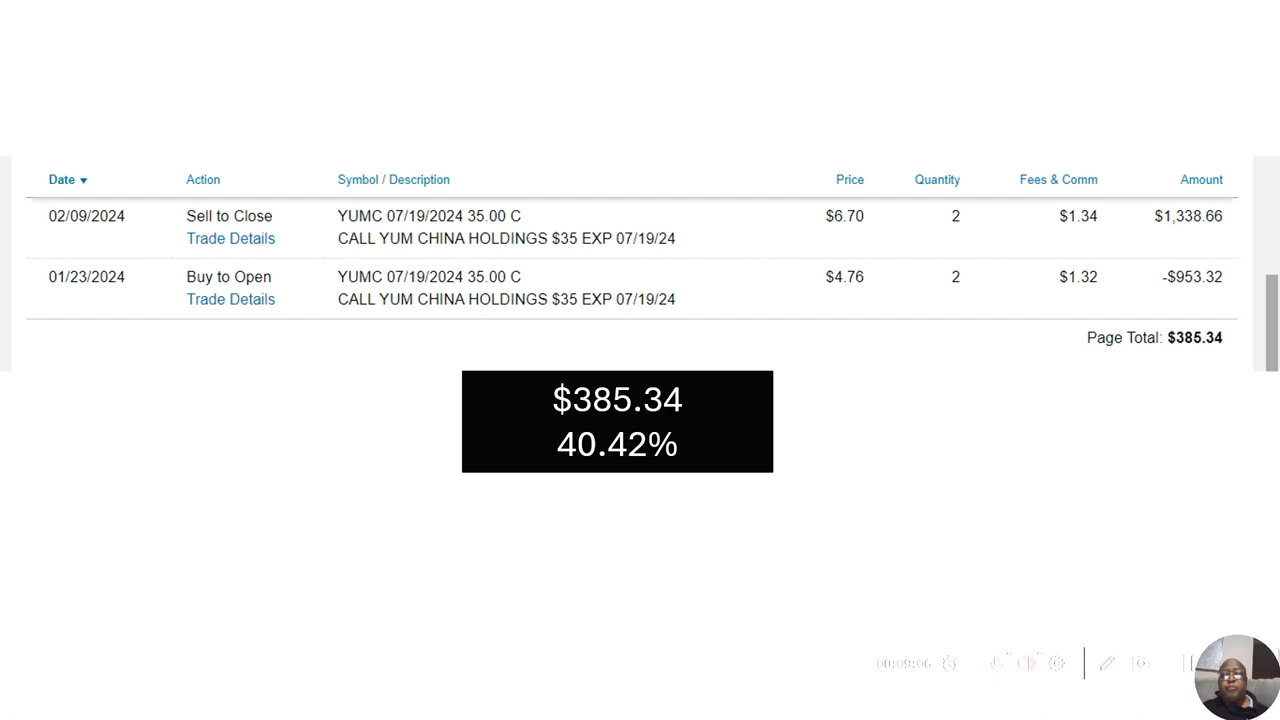 Date ▼ Action Symbol / Description Price Quantity Fees & Comm Amount
02/09/2024 Sell to Close YUMC 07/19/2024 35.00 C $6.70 2 $1.34 $1,338.66
Trade Details CALL YUM CHINA HOLDINGS $35 EXP 07/19/24
01/23/2024 Buy to Open YUMC 07/19/2024 35.00 C $4.76 2 $1.32 -$953.32
Trade Details CALL YUM CHINA HOLDINGS $35 EXP 07/19/24
Page Total: $385.34
$385.34
40.42%
00:09:06